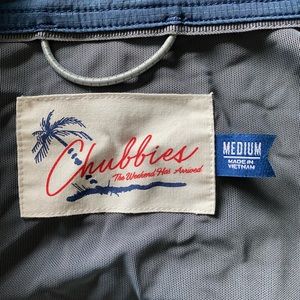 Chubbies
The Weekend Has Arrived
MEDIUM
MADE IN
VIETNAM